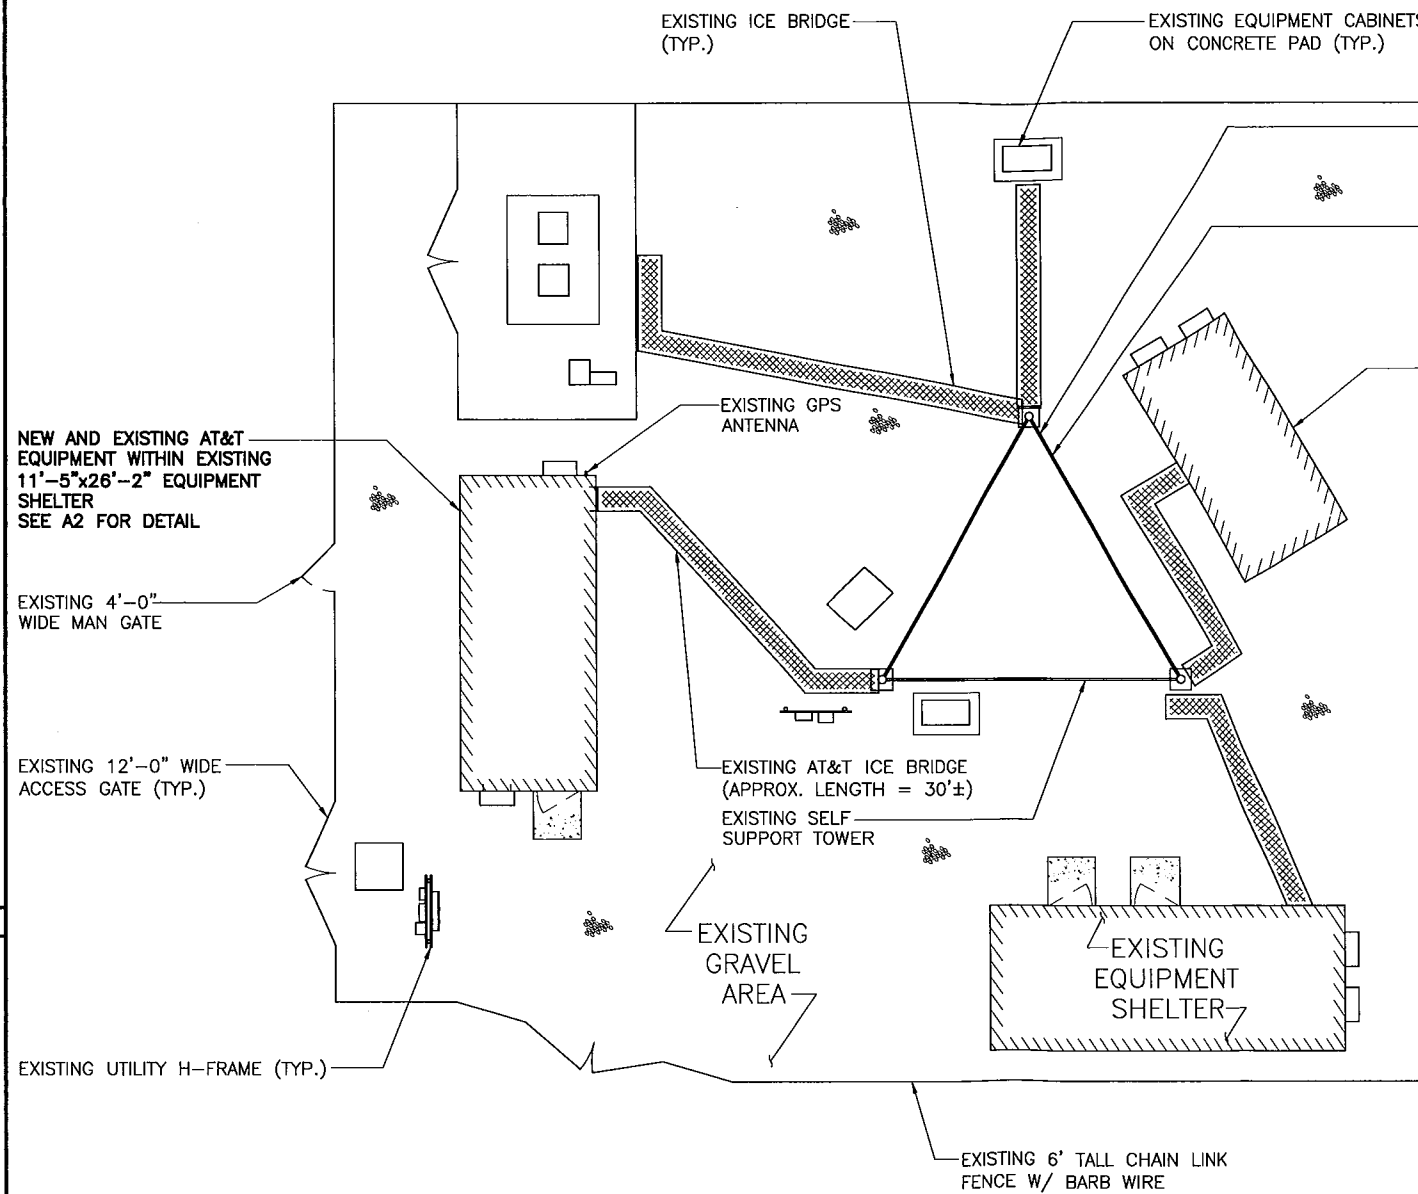 EXISTING ICE BRIDGE
(TYP.)
EXISTING EQUIPMENT CABINETS
ON CONCRETE PAD (TYP.)
EXISTING GPS
ANTENNA
NEW AND EXISTING AT&T
EQUIPMENT WITHIN EXISTING
11'-5"x26'-2" EQUIPMENT
SHELTER
SEE A2 FOR DETAIL
EXISTING 4'-0"
WIDE MAN GATE
EXISTING 12'-0" WIDE
ACCESS GATE (TYP.)
EXISTING AT&T ICE BRIDGE
(APPROX. LENGTH = 30'±)
EXISTING SELF
SUPPORT TOWER
EXISTING
GRAVEL
AREA
EXISTING
EQUIPMENT
SHELTER
EXISTING UTILITY H-FRAME (TYP.)
EXISTING 6' TALL CHAIN LINK
FENCE W/ BARB WIRE